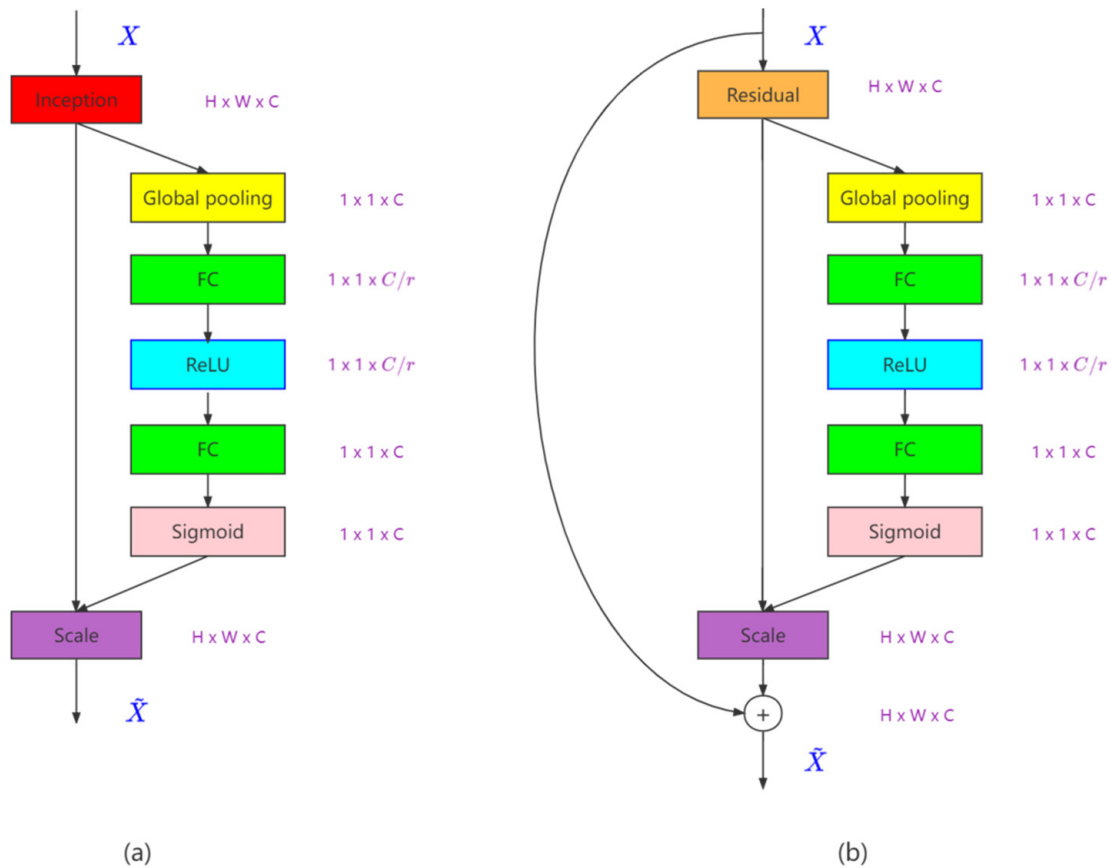 X
Inception
H x W x C
Global pooling
1 x 1 x C
FC
1 x 1 x C/r
ReLU
1 x 1 x C/r
FC
1 x 1 x C
Sigmoid
1 x 1 x C
Scale
H x W x C
X̃
(a)
X
Residual
H x W x C
Global pooling
1 x 1 x C
FC
1 x 1 x C/r
ReLU
1 x 1 x C/r
FC
1 x 1 x C
Sigmoid
1 x 1 x C
Scale
H x W x C
+
H x W x C
X̃
(b)